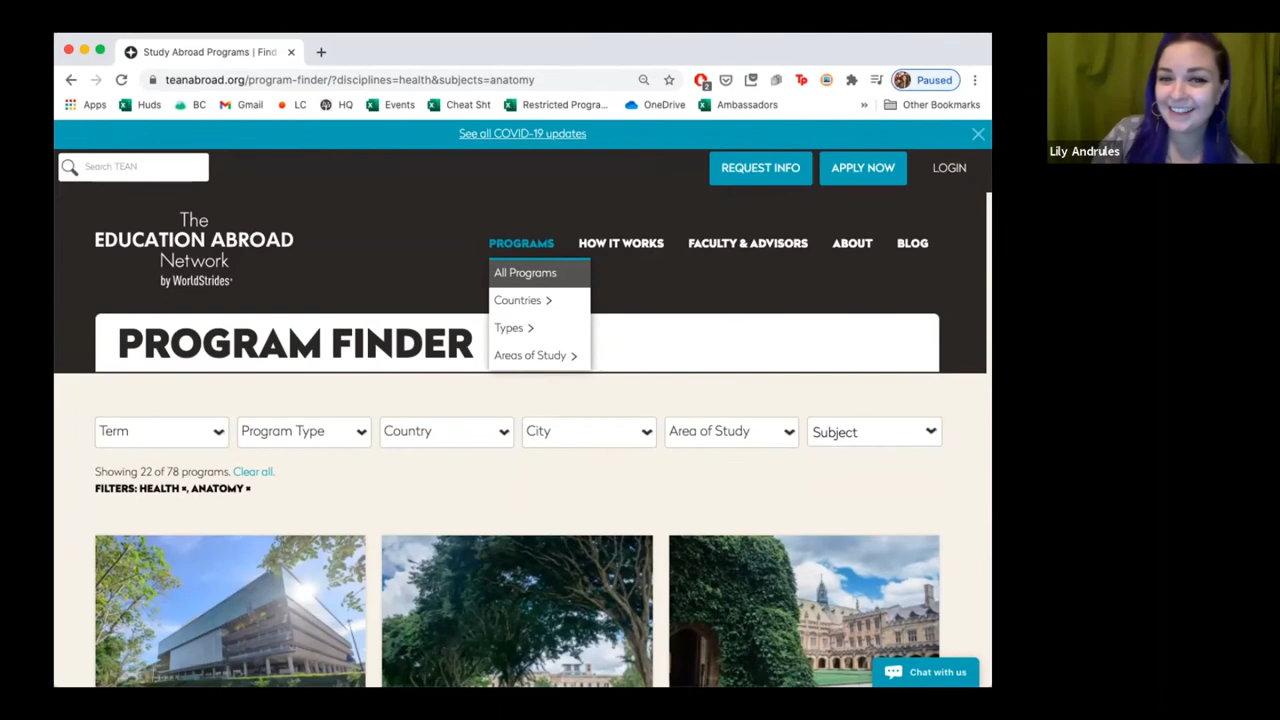 Study Abroad Programs | Find
teanabroad.org/program-finder/?disciplines=health&subjects=anatomy
2
Tp
Paused
Apps
Huds
BC
Gmail
LC
HQ
Events
Cheat Sht
Restricted Progra...
OneDrive
Ambassadors
»
Other Bookmarks
See all COVID-19 updates
Search TEAN
REQUEST INFO
APPLY NOW
LOGIN
The
EDUCATION ABROAD
Network
by WorldStrides
PROGRAMS
HOW IT WORKS
FACULTY & ADVISORS
ABOUT
BLOG
All Programs
Countries >
Types >
Areas of Study >
PROGRAM FINDER
Term
Program Type
Country
City
Area of Study
Subject
Showing 22 of 78 programs. Clear all.
FILTERS: HEALTH ×, ANATOMY ×
Chat with us
Lily Andrules